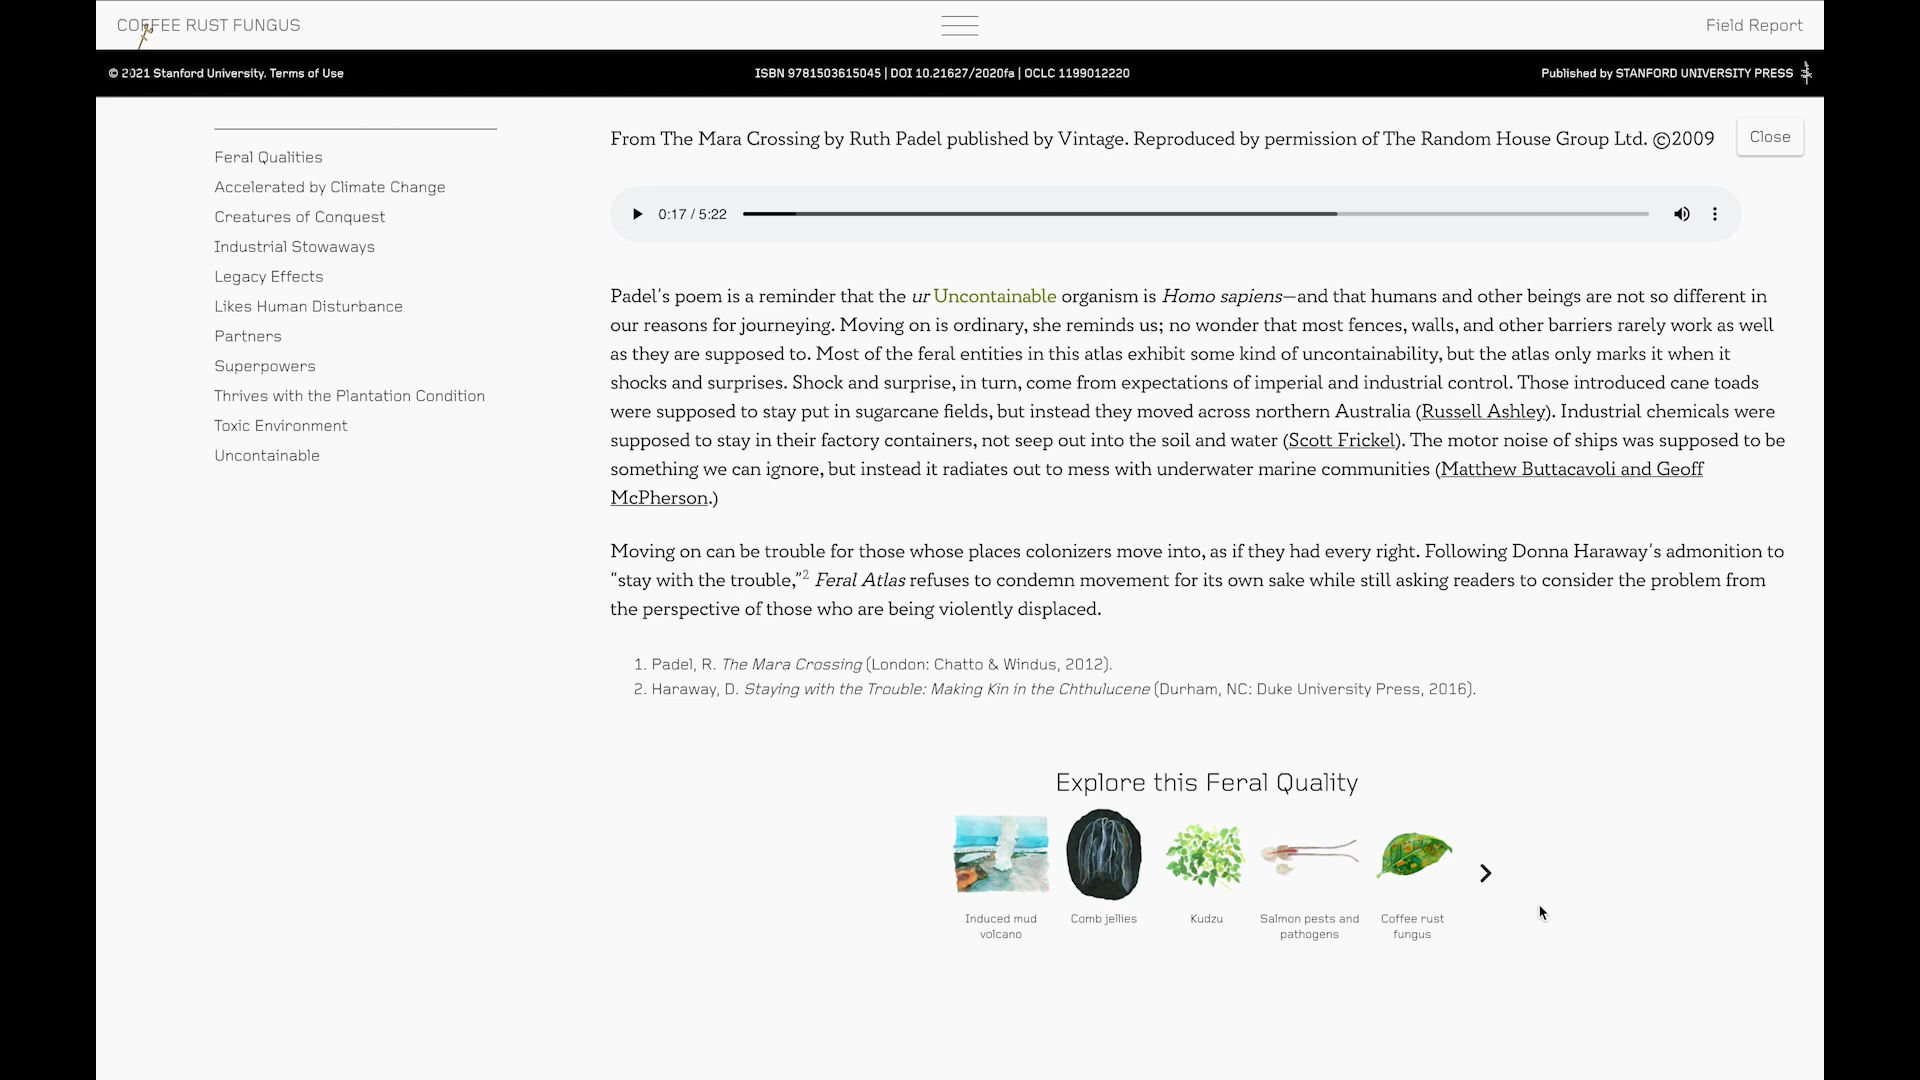 COFFEE RUST FUNGUS
Field Report
© 2021 Stanford University. Terms of Use
ISBN 9781503615045 | DOI 10.21627/2020fa | OCLC 1199012220
Published by STANFORD UNIVERSITY PRESS
Feral Qualities
Accelerated by Climate Change
Creatures of Conquest
Industrial Stowaways
Legacy Effects
Likes Human Disturbance
Partners
Superpowers
Thrives with the Plantation Condition
Toxic Environment
Uncontainable
From The Mara Crossing by Ruth Padel published by Vintage. Reproduced by permission of The Random House Group Ltd. ©2009
Close
0:17 / 5:22
Padel's poem is a reminder that the ur Uncontainable organism is Homo sapiens—and that humans and other beings are not so different in
our reasons for journeying. Moving on is ordinary, she reminds us; no wonder that most fences, walls, and other barriers rarely work as well
as they are supposed to. Most of the feral entities in this atlas exhibit some kind of uncontainability, but the atlas only marks it when it
shocks and surprises. Shock and surprise, in turn, come from expectations of imperial and industrial control. Those introduced cane toads
were supposed to stay put in sugarcane fields, but instead they moved across northern Australia (Russell Ashley). Industrial chemicals were
supposed to stay in their factory containers, not seep out into the soil and water (Scott Frickel). The motor noise of ships was supposed to be
something we can ignore, but instead it radiates out to mess with underwater marine communities (Matthew Buttacavoli and Geoff
McPherson.)
Moving on can be trouble for those whose places colonizers move into, as if they had every right. Following Donna Haraway's admonition to
“stay with the trouble,”2 Feral Atlas refuses to condemn movement for its own sake while still asking readers to consider the problem from
the perspective of those who are being violently displaced.
1. Padel, R. The Mara Crossing (London: Chatto & Windus, 2012).
2. Haraway, D. Staying with the Trouble: Making Kin in the Chthulucene (Durham, NC: Duke University Press, 2016).
Explore this Feral Quality
Induced mud
volcano
Comb jellies
Kudzu
Salmon pests and
pathogens
Coffee rust
fungus